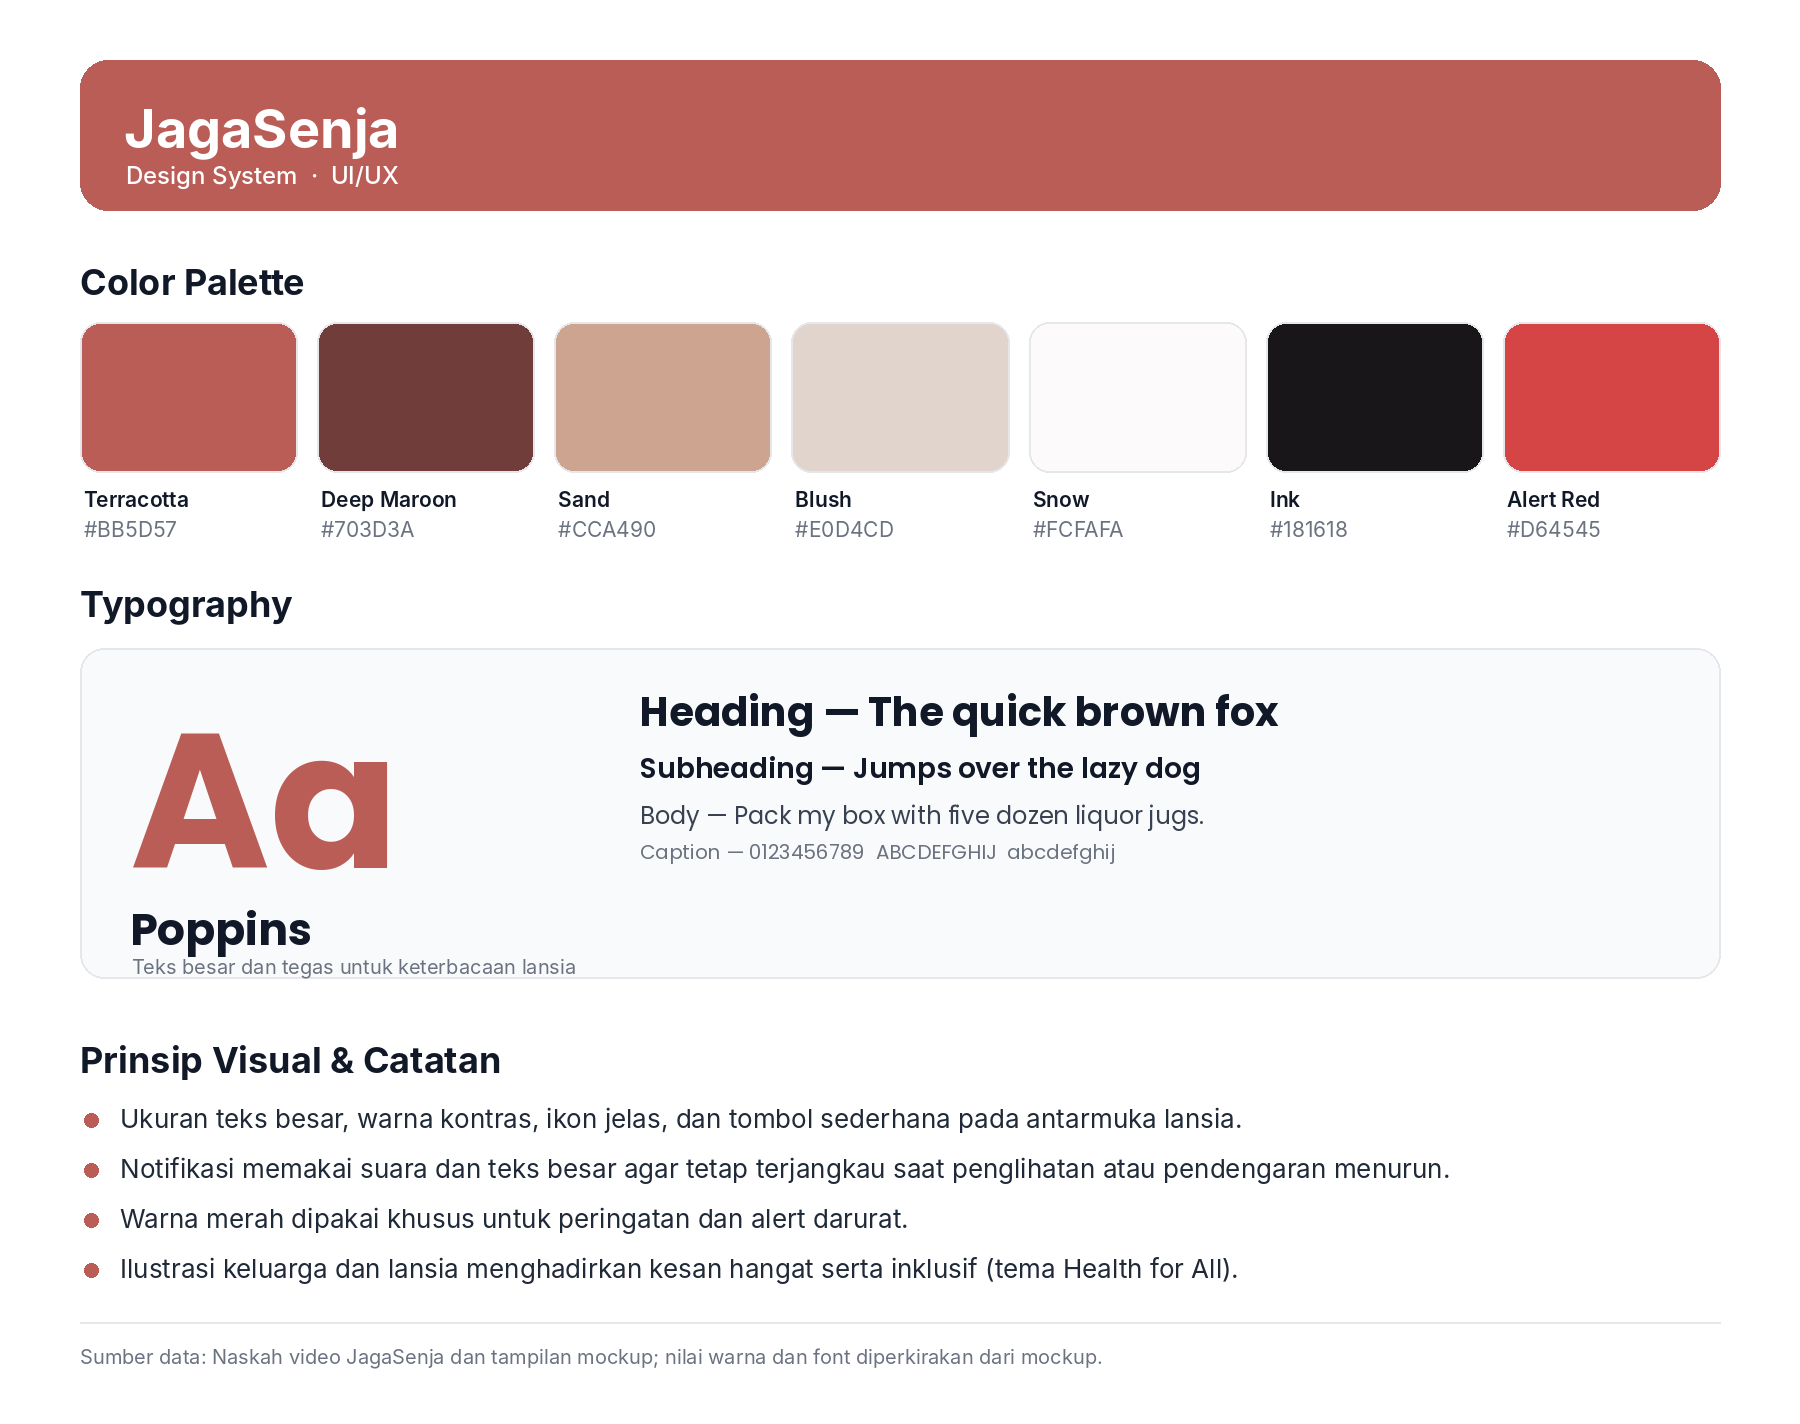 JagaSenja
Design System · UI/UX
Color Palette
Terracotta
#BB5D57
Deep Maroon
#703D3A
Sand
#CCA490
Blush
#E0D4CD
Snow
#FCFAFA
Ink
#181618
Alert Red
#D64545
Typography
Aa
Poppins
Teks besar dan tegas untuk keterbacaan lansia
Heading — The quick brown fox
Subheading — Jumps over the lazy dog
Body — Pack my box with five dozen liquor jugs.
Caption — 0123456789 ABCDEFGHIJ abcdefghij
Prinsip Visual & Catatan
Ukuran teks besar, warna kontras, ikon jelas, dan tombol sederhana pada antarmuka lansia.
Notifikasi memakai suara dan teks besar agar tetap terjangkau saat penglihatan atau pendengaran menurun.
Warna merah dipakai khusus untuk peringatan dan alert darurat.
Ilustrasi keluarga dan lansia menghadirkan kesan hangat serta inklusif (tema Health for All).
Sumber data: Naskah video JagaSenja dan tampilan mockup; nilai warna dan font diperkirakan dari mockup.